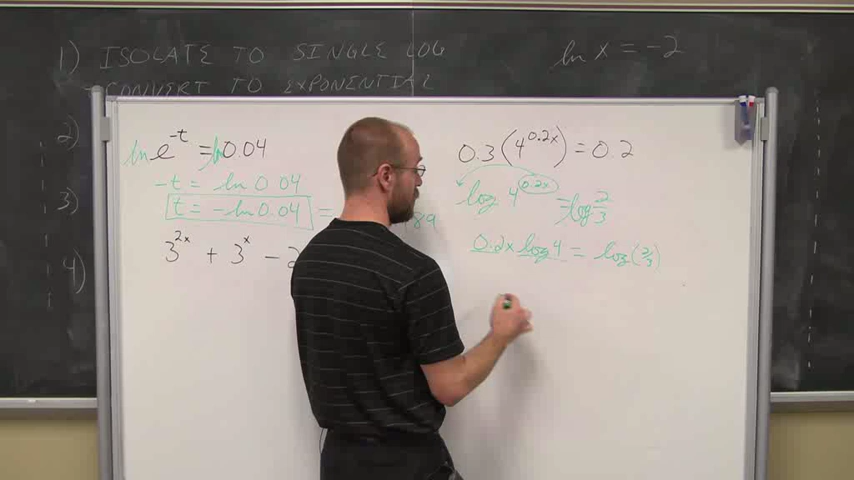 1) ISOLATE TO SINGLE LOG
CONVERT TO EXPONENTIAL
2)
3)
4)
ln x = -2
ln e^-t = ln 0.04
-t = ln 0.04
t = -ln 0.04 =
189
3^2x + 3^x - 2
0.3(4^0.2x) = 0.2
log 4^0.2x = log 2/3
0.2x log 4 = log(2/3)